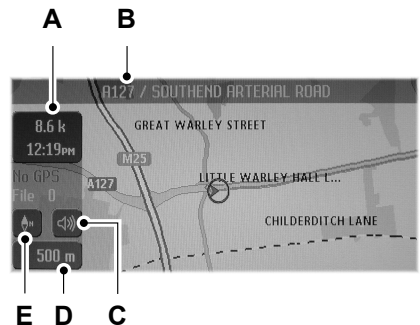 A
B
A127 / SOUTHEND ARTERIAL ROAD
8.6 k
12:19PM
GREAT WARLEY STREET
M25
No GPS
File 0
A127
LITTLE WARLEY HALL L...
N
CHILDERDITCH LANE
500 m
E
D
C